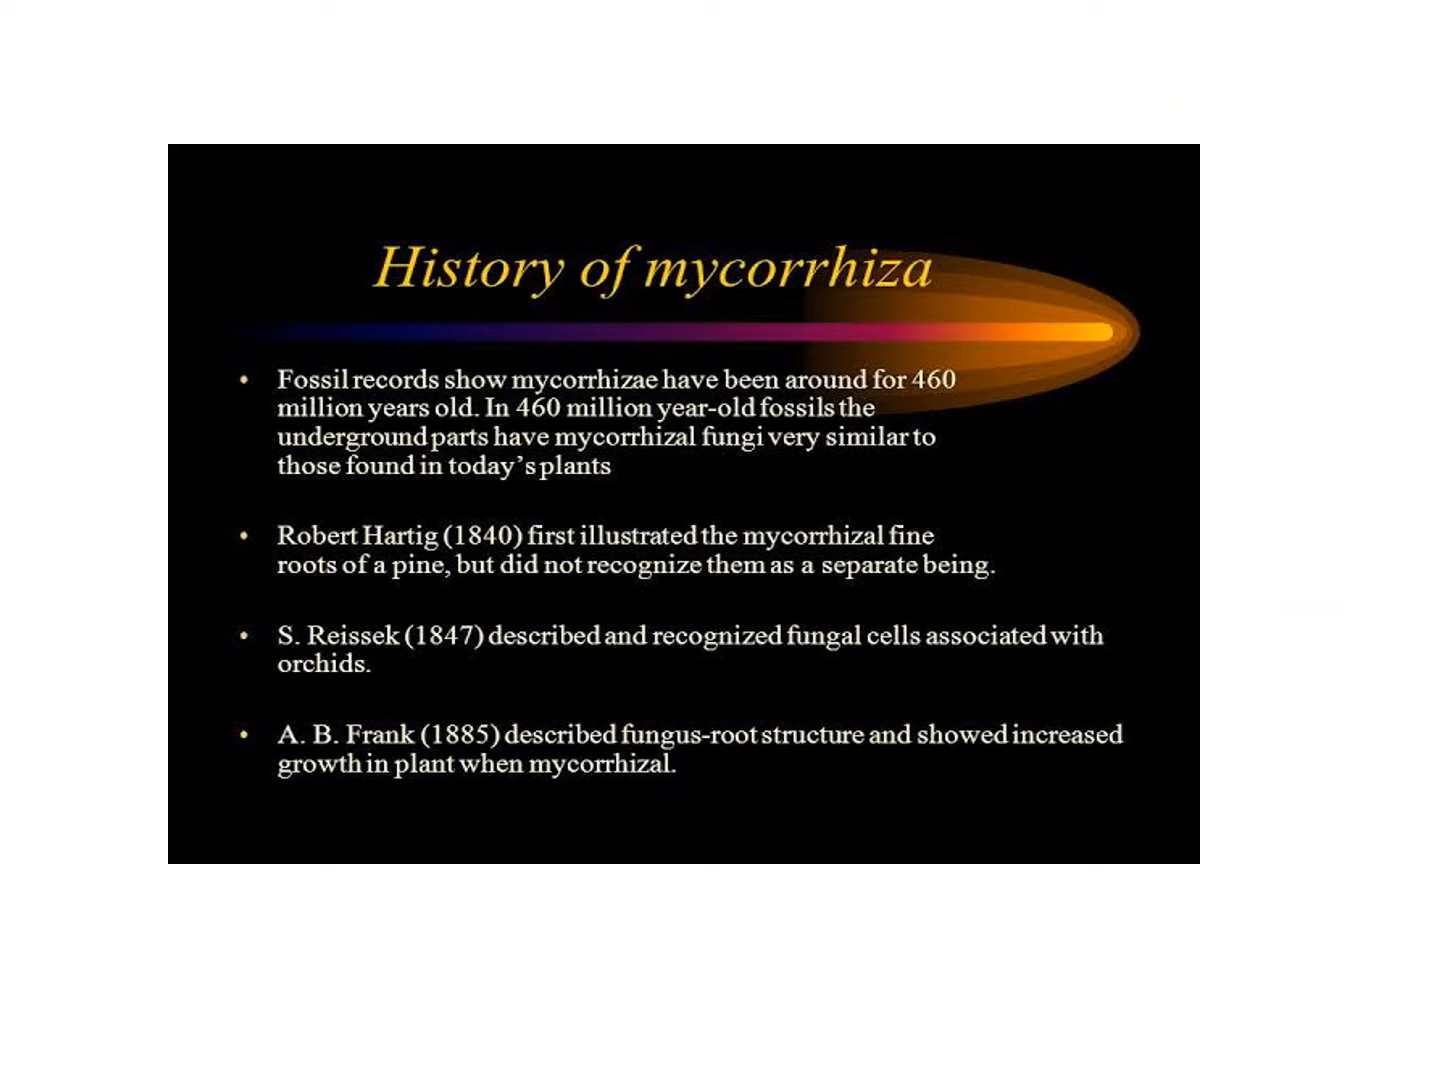 History of mycorrhiza
• Fossil records show mycorrhizae have been around for 460
million years old. In 460 million year-old fossils the
underground parts have mycorrhizal fungi very similar to
those found in today’s plants
• Robert Hartig (1840) first illustrated the mycorrhizal fine
roots of a pine, but did not recognize them as a separate being.
• S. Reissek (1847) described and recognized fungal cells associated with
orchids.
• A. B. Frank (1885) described fungus-root structure and showed increased
growth in plant when mycorrhizal.